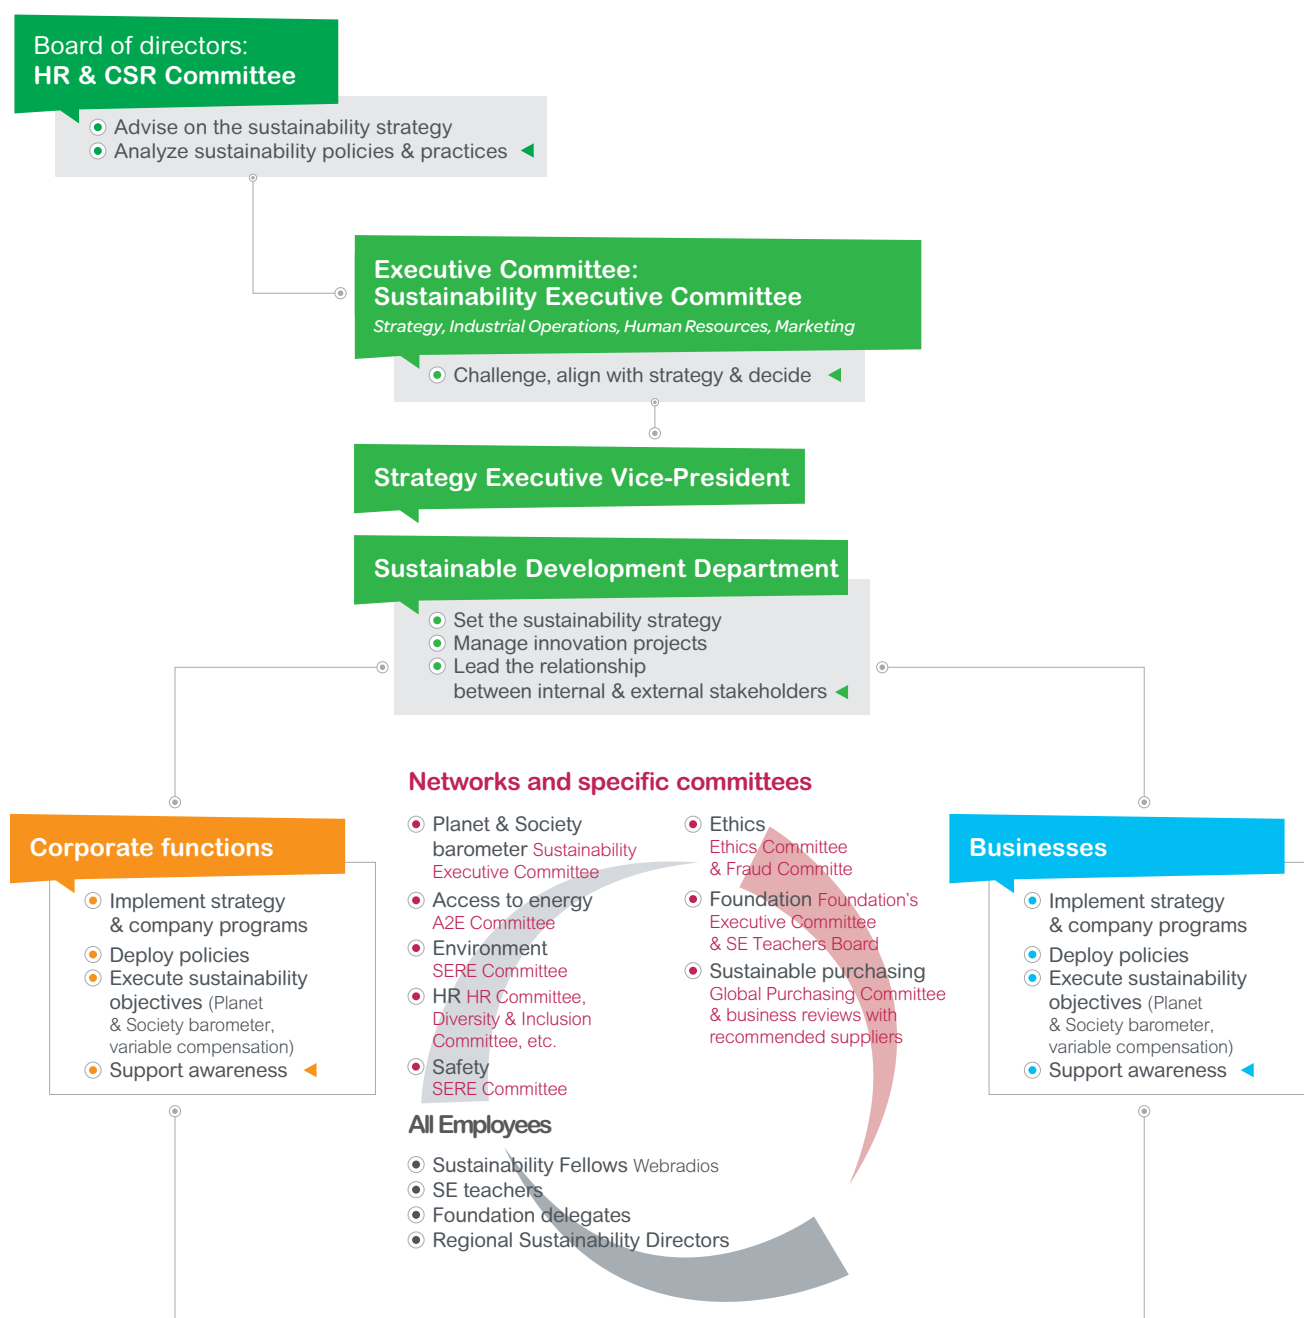 Board of directors:
HR & CSR Committee
Advise on the sustainability strategy
Analyze sustainability policies & practices
Executive Committee:
Sustainability Executive Committee
Strategy, Industrial Operations, Human Resources, Marketing
Challenge, align with strategy & decide
Strategy Executive Vice-President
Sustainable Development Department
Set the sustainability strategy
Manage innovation projects
Lead the relationship
between internal & external stakeholders
Corporate functions
Implement strategy
& company programs
Deploy policies
Execute sustainability
objectives (Planet
& Society barometer,
variable compensation)
Support awareness
Networks and specific committees
Planet & Society
barometer Sustainability
Executive Committee
Access to energy
A2E Committee
Environment
SERE Committee
HR HR Committee,
Diversity & Inclusion
Committee, etc.
Safety
SERE Committee
Ethics
Ethics Committee
& Fraud Committe
Foundation Foundation's
Executive Committee
& SE Teachers Board
Sustainable purchasing
Global Purchasing Committee
& business reviews with
recommended suppliers
All Employees
Sustainability Fellows Webradios
SE teachers
Foundation delegates
Regional Sustainability Directors
Businesses
Implement strategy
& company programs
Deploy policies
Execute sustainability
objectives (Planet
& Society barometer,
variable compensation)
Support awareness